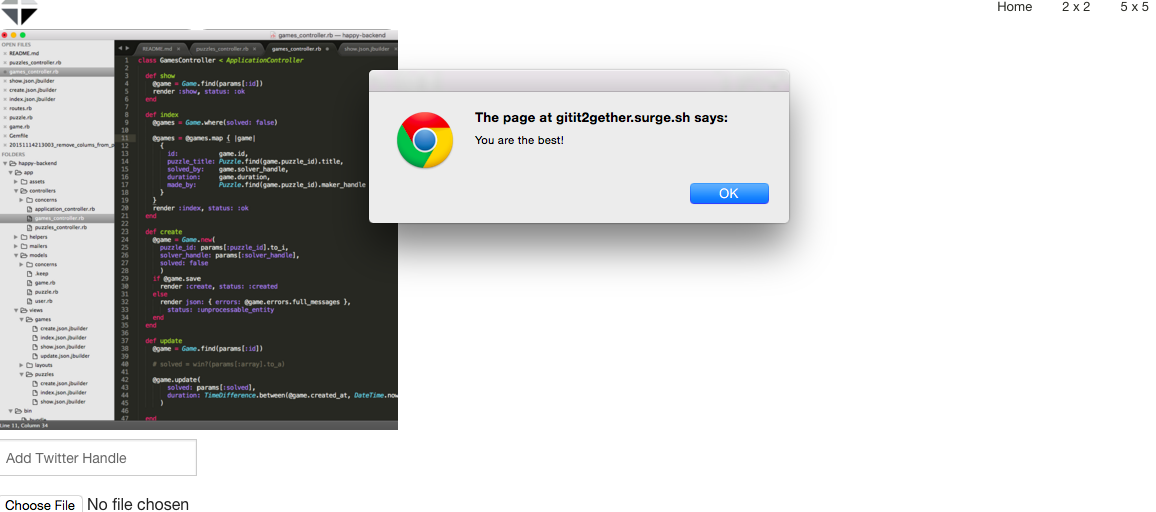 Home 2 x 2 5 x 5
games_controller.rb — happy-backend
OPEN FILES
README.md
puzzles_controller.rb
games_controller.rb
show.json.jbuilder
create.json.jbuilder
index.json.jbuilder
routes.rb
puzzle.rb
game.rb
Gemfile
20151114213003_remove_colums_from_p
FOLDERS
happy-backend
app
assets
controllers
concerns
application_controller.rb
games_controller.rb
puzzles_controller.rb
helpers
mailers
models
concerns
.keep
game.rb
puzzle.rb
user.rb
views
games
create.json.jbuilder
index.json.jbuilder
show.json.jbuilder
update.json.jbuilder
layouts
puzzles
create.json.jbuilder
index.json.jbuilder
show.json.jbuilder
bin
bundle
Line 11, Column 34
README.md puzzles_controller.rb games_controller.rb show.json.jbuilder
1 class GamesController < ApplicationController
2
3 def show
4 @game = Game.find(params[:id])
5 render :show, status: :ok
6 end
7
8 def index
9 @games = Game.where(solved: false)
10
11 @games = @games.map { |game|
12 {
13 id: game.id,
14 puzzle_title: Puzzle.find(game.puzzle_id).title,
15 solved_by: game.solver_handle,
16 duration: game.duration,
17 made_by: Puzzle.find(game.puzzle_id).maker_handle
18 }
19 }
20 render :index, status: :ok
21 end
22
23 def create
24 @game = Game.new(
25 puzzle_id: params[:puzzle_id].to_i,
26 solver_handle: params[:solver_handle],
27 solved: false
28 )
29 if @game.save
30 render :create, status: :created
31 else
32 render json: { errors: @game.errors.full_messages },
33 status: :unprocessable_entity
34 end
35 end
36
37 def update
38 @game = Game.find(params[:id])
39
40 # solved = win?(params[:array].to_a)
41
42 @game.update(
43 solved: params[:solved],
44 duration: TimeDifference.between(@game.created_at, DateTime.now
45 )
46
47 end
The page at gitit2gether.surge.sh says:
You are the best!
OK
Add Twitter Handle
Choose File No file chosen